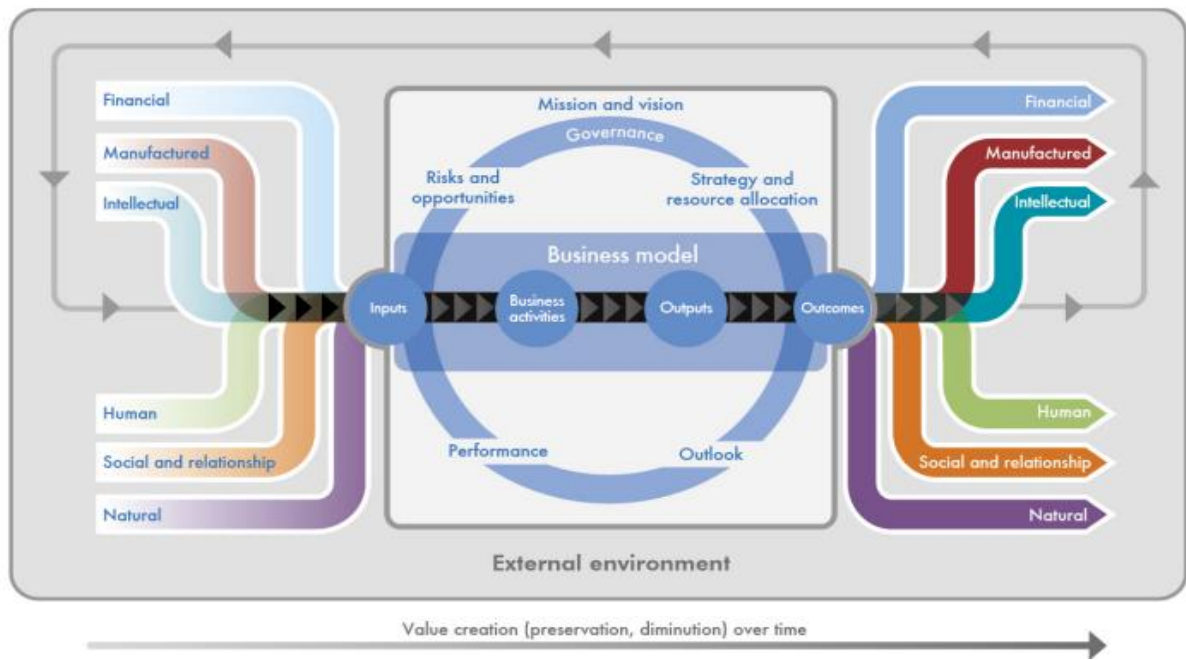 Financial
Manufactured
Intellectual
Human
Social and relationship
Natural
Mission and vision
Governance
Risks and
opportunities
Strategy and
resource allocation
Business model
Inputs
Business
activities
Outputs
Outcomes
Performance
Outlook
Financial
Manufactured
Intellectual
Human
Social and relationship
Natural
External environment
Value creation (preservation, diminution) over time